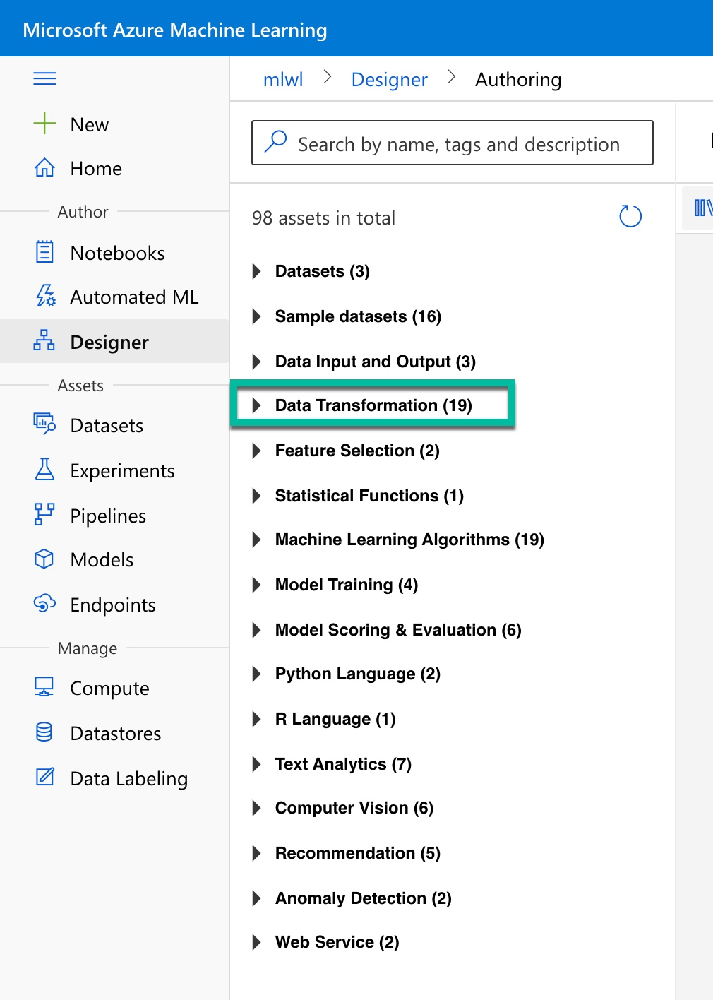 Microsoft Azure Machine Learning
mlwl > Designer > Authoring
New
Home
Author
Notebooks
Automated ML
Designer
Assets
Datasets
Experiments
Pipelines
Models
Endpoints
Manage
Compute
Datastores
Data Labeling
Search by name, tags and description
98 assets in total
Datasets (3)
Sample datasets (16)
Data Input and Output (3)
Data Transformation (19)
Feature Selection (2)
Statistical Functions (1)
Machine Learning Algorithms (19)
Model Training (4)
Model Scoring & Evaluation (6)
Python Language (2)
R Language (1)
Text Analytics (7)
Computer Vision (6)
Recommendation (5)
Anomaly Detection (2)
Web Service (2)